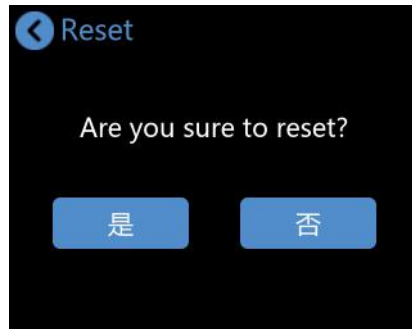 Reset
Are you sure to reset?
是 否